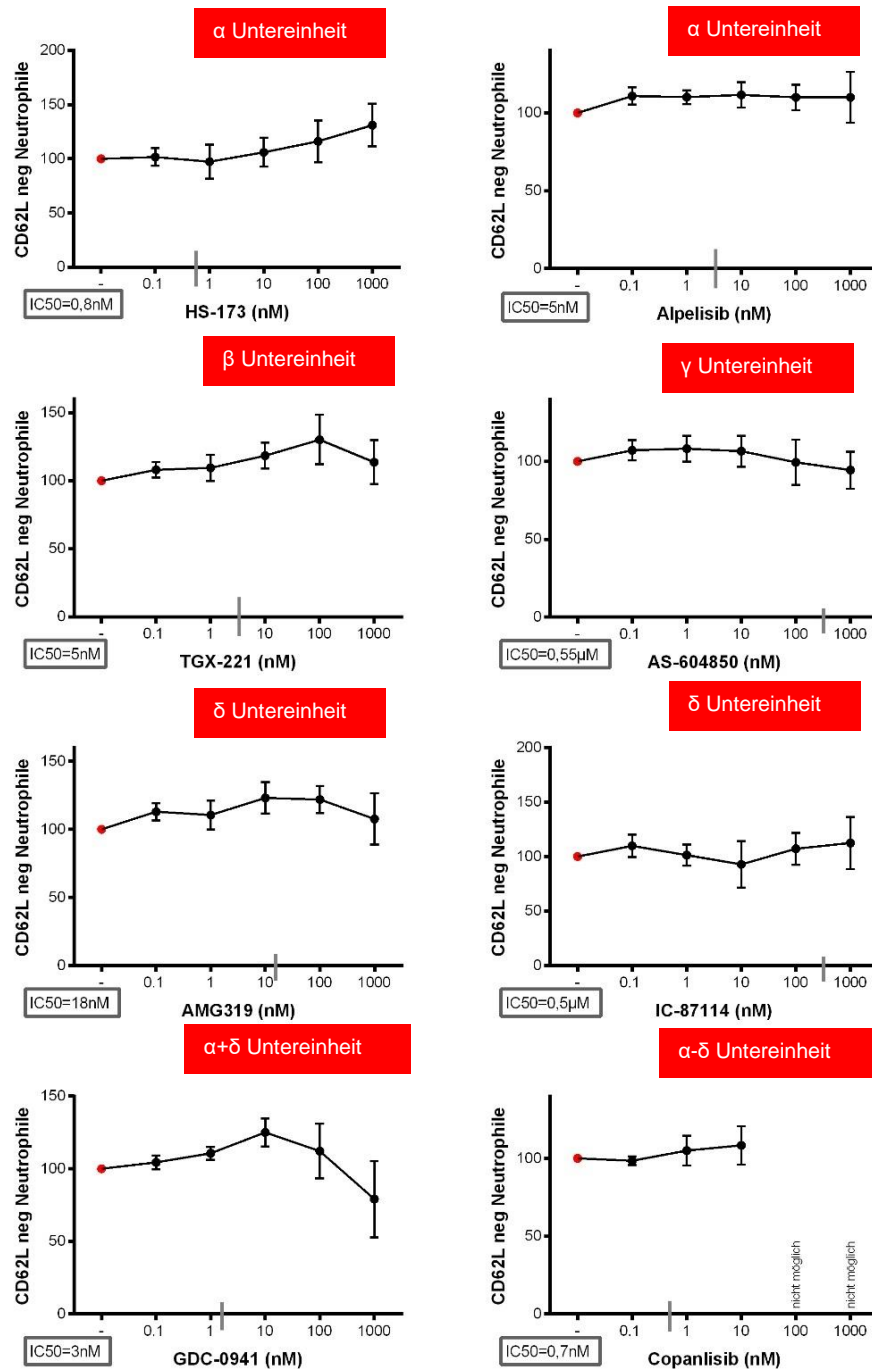 α Untereinheit
200
150
100
50
0
CD62L neg Neutrophile
- 0.1 1 10 100 1000
IC50=0,8nM
HS-173 (nM)
α Untereinheit
100
0
CD62L neg Neutrophile
- 0.1 1 10 100 1000
IC50=5nM
Alpelisib (nM)
β Untereinheit
150
100
50
0
CD62L neg Neutrophile
- 0.1 1 10 100 1000
IC50=5nM
TGX-221 (nM)
γ Untereinheit
100
50
0
CD62L neg Neutrophile
- 0.1 1 10 100 1000
IC50=0,55µM
AS-604850 (nM)
δ Untereinheit
150
100
50
0
CD62L neg Neutrophile
- 0.1 1 10 100 1000
IC50=18nM
AMG319 (nM)
δ Untereinheit
200
150
100
50
0
CD62L neg Neutrophile
- 0.1 1 10 100 1000
IC50=0,5µM
IC-87114 (nM)
α+δ Untereinheit
150
100
50
0
CD62L neg Neutrophile
- 0.1 1 10 100 1000
IC50=3nM
GDC-0941 (nM)
α-δ Untereinheit
100
50
0
CD62L neg Neutrophile
nicht möglich
nicht möglich
- 0.1 1 10 100 1000
IC50=0,7nM
Copanlisib (nM)